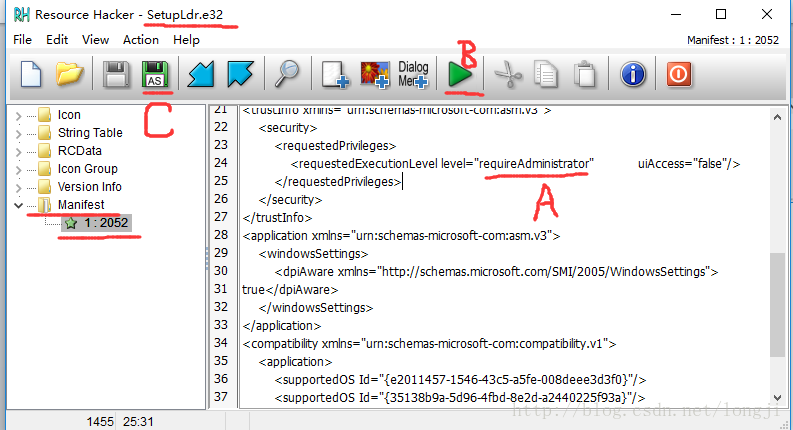 Resource Hacker - SetupLdr.e32
File Edit View Action Help
Manifest : 1 : 2052
AS
Dialog
Menu
B
C
Icon
String Table
RCData
Icon Group
Version Info
Manifest
1 : 2052
21 <trustInfo xmlns="urn:schemas-microsoft-com:asm.v3">
22 <security>
23 <requestedPrivileges>
24 <requestedExecutionLevel level="requireAdministrator" uiAccess="false"/>
25 </requestedPrivileges>
26 </security>
A
27 </trustInfo>
28 <application xmlns="urn:schemas-microsoft-com:asm.v3">
29 <windowsSettings>
30 <dpiAware xmlns="http://schemas.microsoft.com/SMI/2005/WindowsSettings">
31 true</dpiAware>
32 </windowsSettings>
33 </application>
34 <compatibility xmlns="urn:schemas-microsoft-com:compatibility.v1">
35 <application>
36 <supportedOS Id="{e2011457-1546-43c5-a5fe-008deee3d3f0}"/>
37 <supportedOS Id="{35138b9a-5d96-4fbd-8e2d-a2440225f93a}"/>
http://blog.csdn.net/longji
1455 25:31